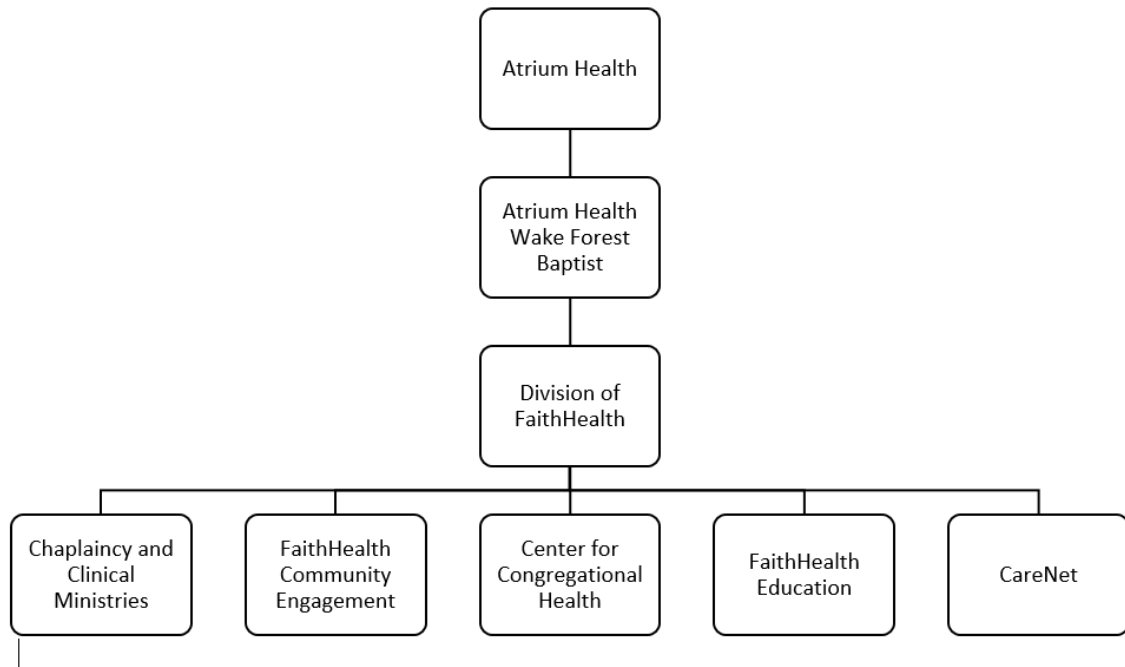 Atrium Health
Atrium Health
Wake Forest
Baptist
Division of
FaithHealth
Chaplaincy and
Clinical
Ministries
FaithHealth
Community
Engagement
Center for
Congregational
Health
FaithHealth
Education
CareNet